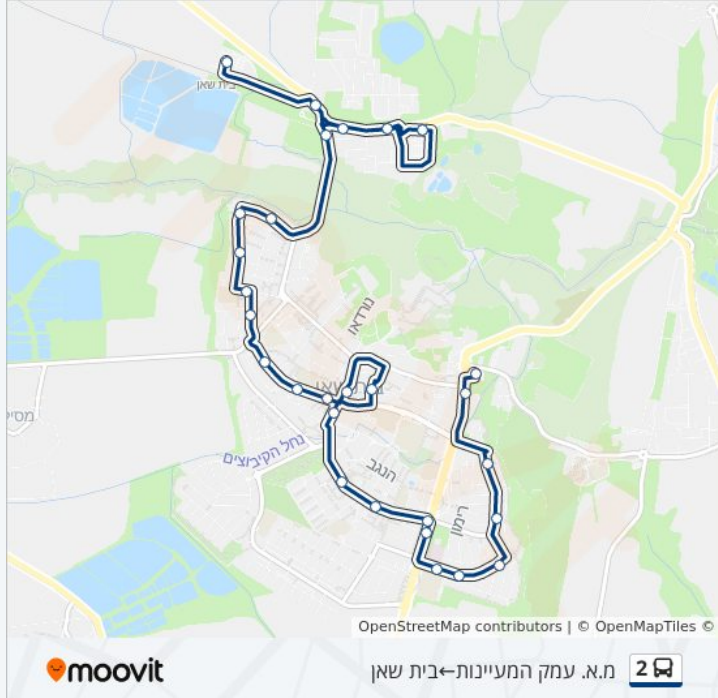 בית שאן
נורדאו
נחל הקיבוצים
הנגב
רימון
OpenStreetMap contributors | © OpenMapTiles ©
moovit
מ.א. עמק המעיינות←בית שאן
2